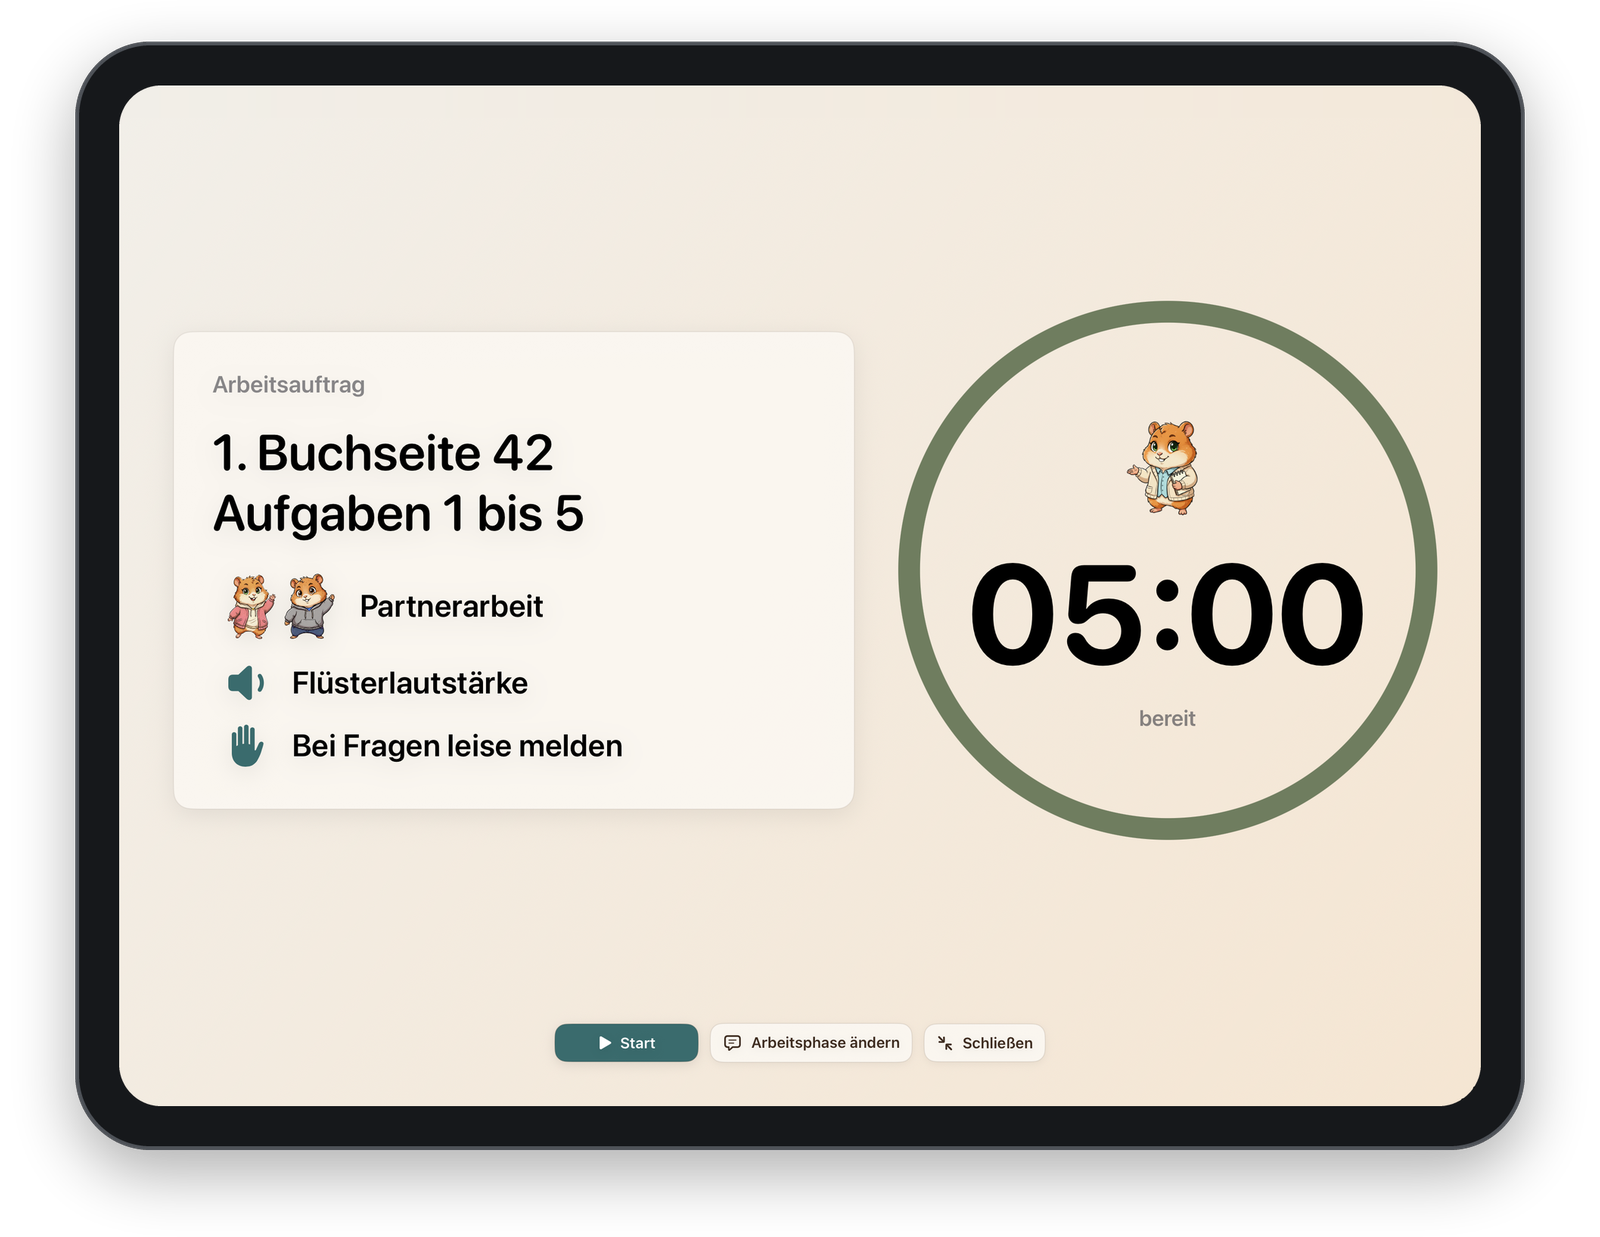 Arbeitsauftrag
1. Buchseite 42
Aufgaben 1 bis 5
Partnerarbeit
Flüsterlautstärke
Bei Fragen leise melden
05:00
bereit
Start
Arbeitsphase ändern
Schließen